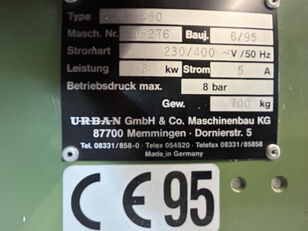 Type
Masch. Nr. Bauj. 6/95
Stromart 230/400 ~V/50 Hz
Leistung kw Strom 5 A
Betriebsdruck max. 8 bar
Gew. 700 kg
URBAN GmbH & Co. Maschinenbau KG
87700 Memmingen · Dornierstr. 5
Tel. 08331/858-0 Telex 054520 Telefax 08331/85858
Made in Germany
CE 95